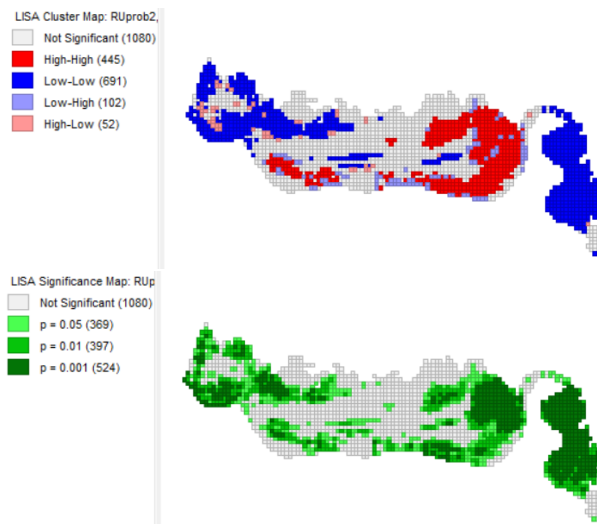 LISA Cluster Map: RUprob2,
Not Significant (1080)
High-High (445)
Low-Low (691)
Low-High (102)
High-Low (52)
LISA Significance Map: RUp
Not Significant (1080)
p = 0.05 (369)
p = 0.01 (397)
p = 0.001 (524)